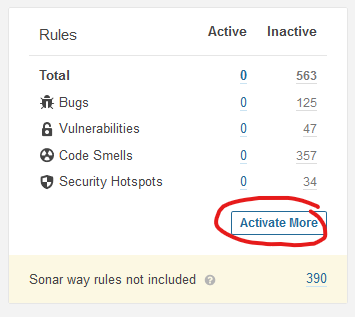 Rules Active Inactive
Total 0 563
Bugs 0 125
Vulnerabilities 0 47
Code Smells 0 357
Security Hotspots 0 34
Activate More
Sonar way rules not included ? 390